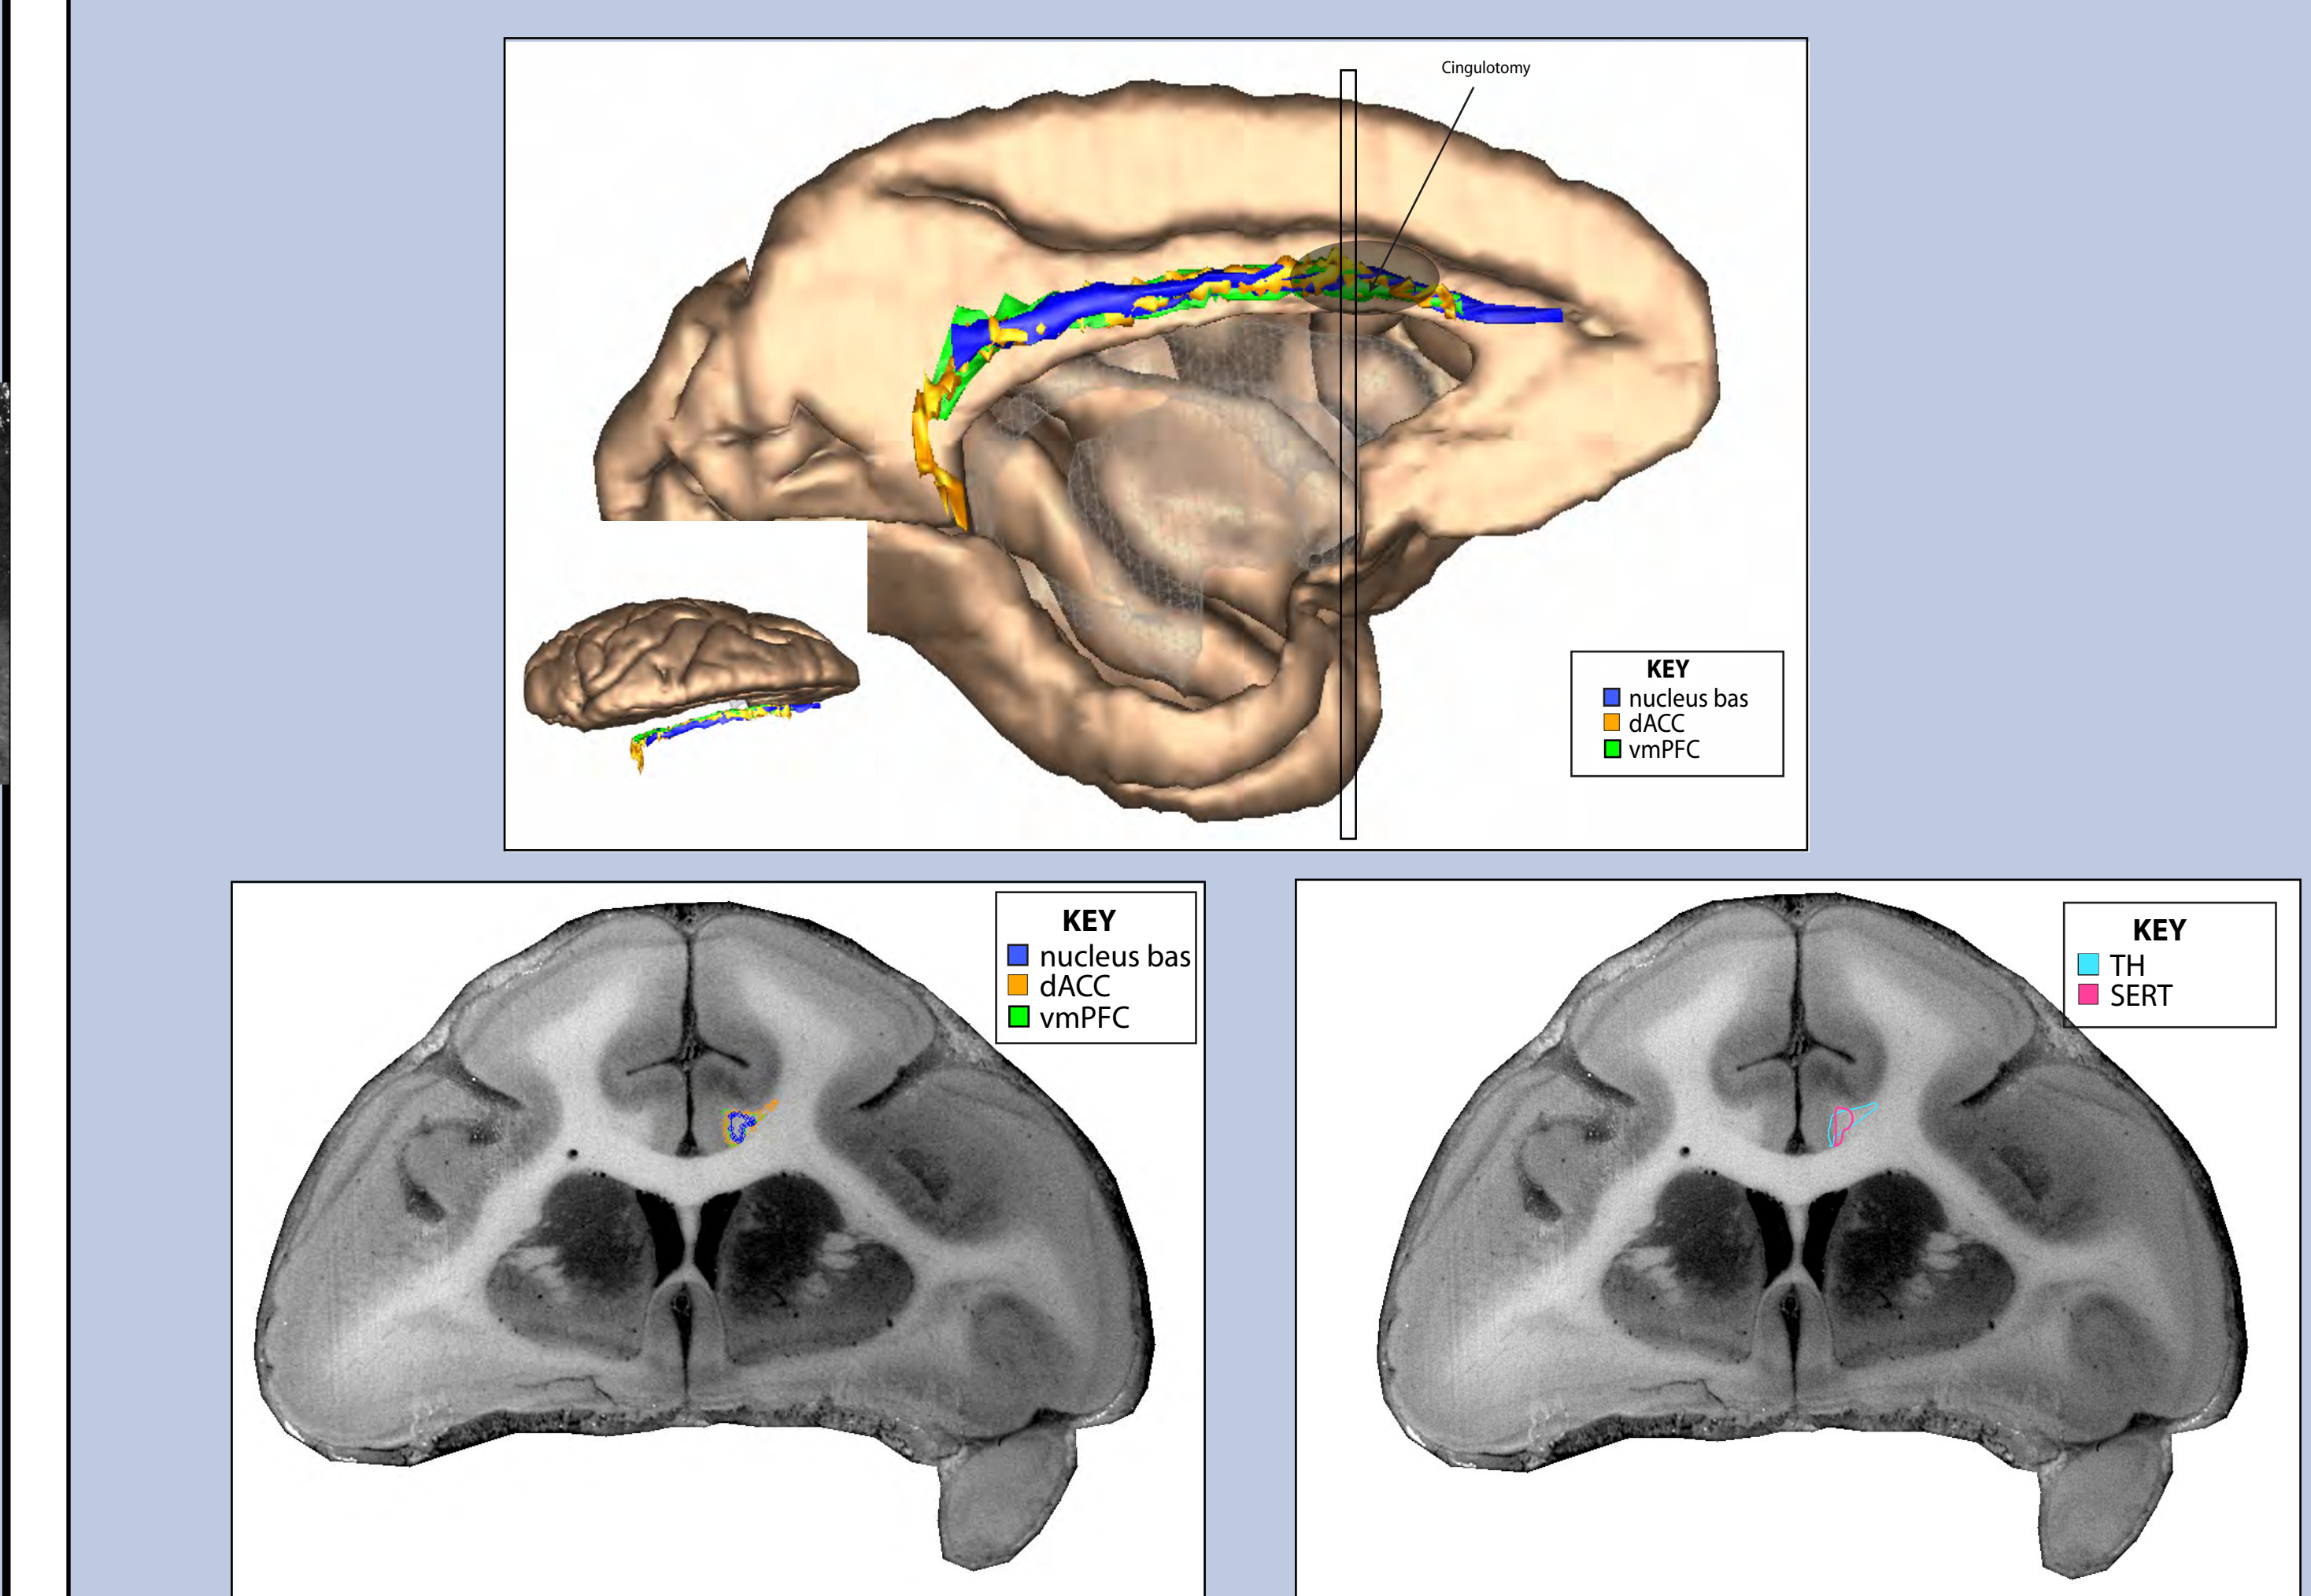 Cingulotomy
KEY
nucleus bas
dACC
vmPFC
KEY
nucleus bas
dACC
vmPFC
KEY
TH
SERT